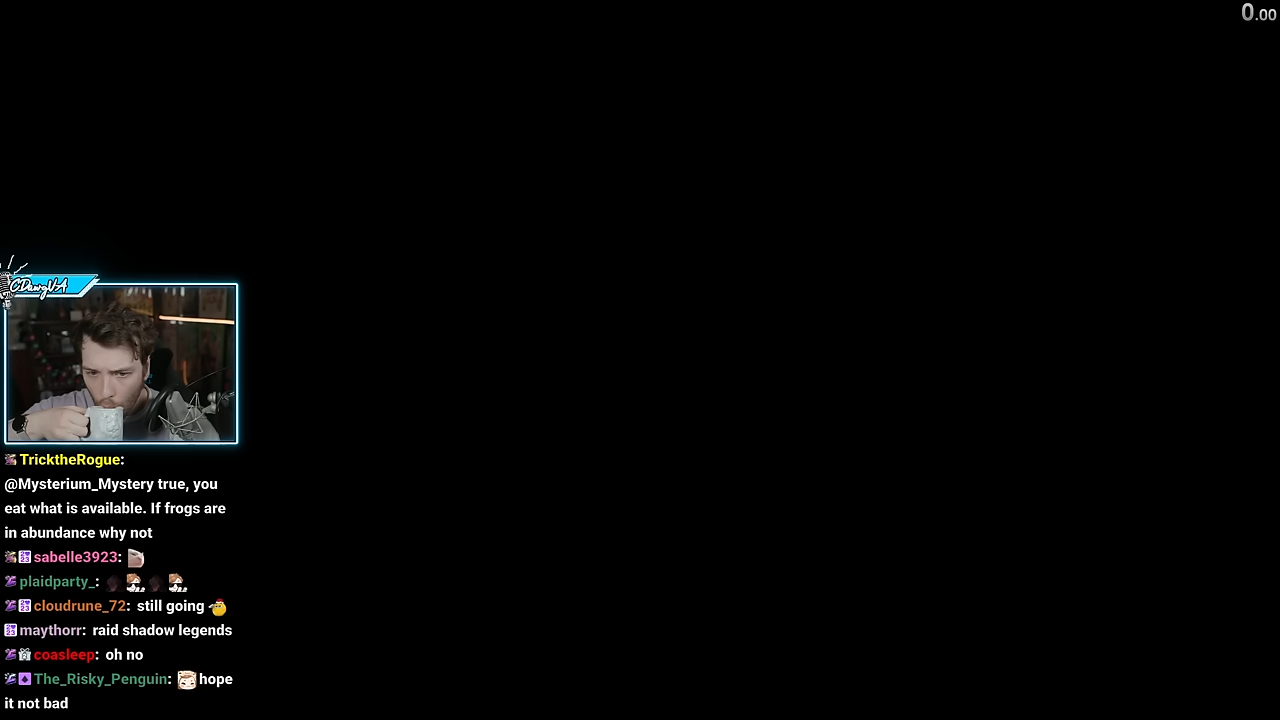 0.00
CDawgVA
TricktheRogue:
@Mysterium_Mystery true, you
eat what is available. If frogs are
in abundance why not
sabelle3923:
plaidparty_:
cloudrune_72: still going
maythorr: raid shadow legends
coasleep: oh no
The_Risky_Penguin: hope
it not bad